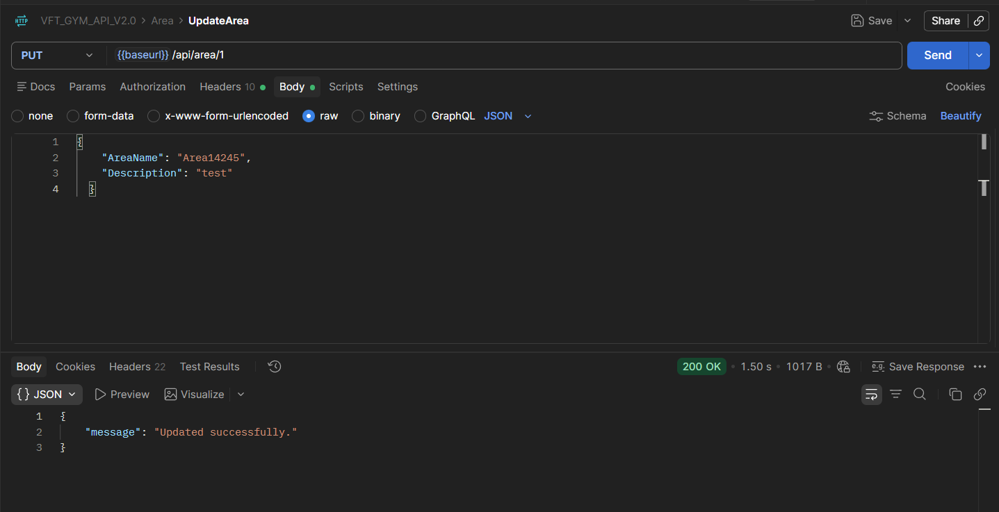 HTTP VFT_GYM_API_V2.0 > Area > UpdateArea Save Share
PUT {{baseurl}} /api/area/1 Send
Docs Params Authorization Headers 10 Body Scripts Settings Cookies
none form-data x-www-form-urlencoded raw binary GraphQL JSON Schema Beautify
1 {
2 "AreaName": "Area14245",
3 "Description": "test"
4 }
Body Cookies Headers 22 Test Results 200 OK • 1.50 s • 1017 B • e.g. Save Response •••
{} JSON Preview Visualize
1 {
2 "message": "Updated successfully."
3 }